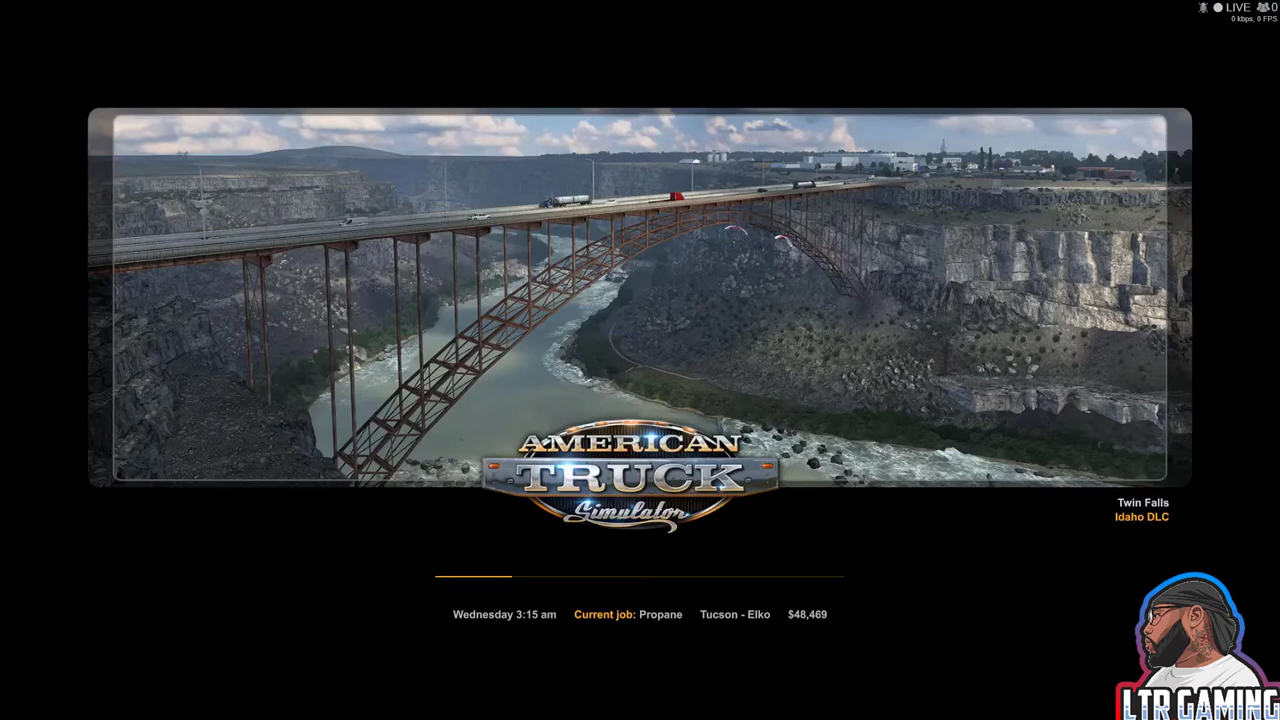 LIVE 0
0 kbps, 0 FPS
AMERICAN
TRUCK
Simulator
Twin Falls
Idaho DLC
Wednesday 3:15 am Current job: Propane Tucson - Elko $48,469
LTR GAMING